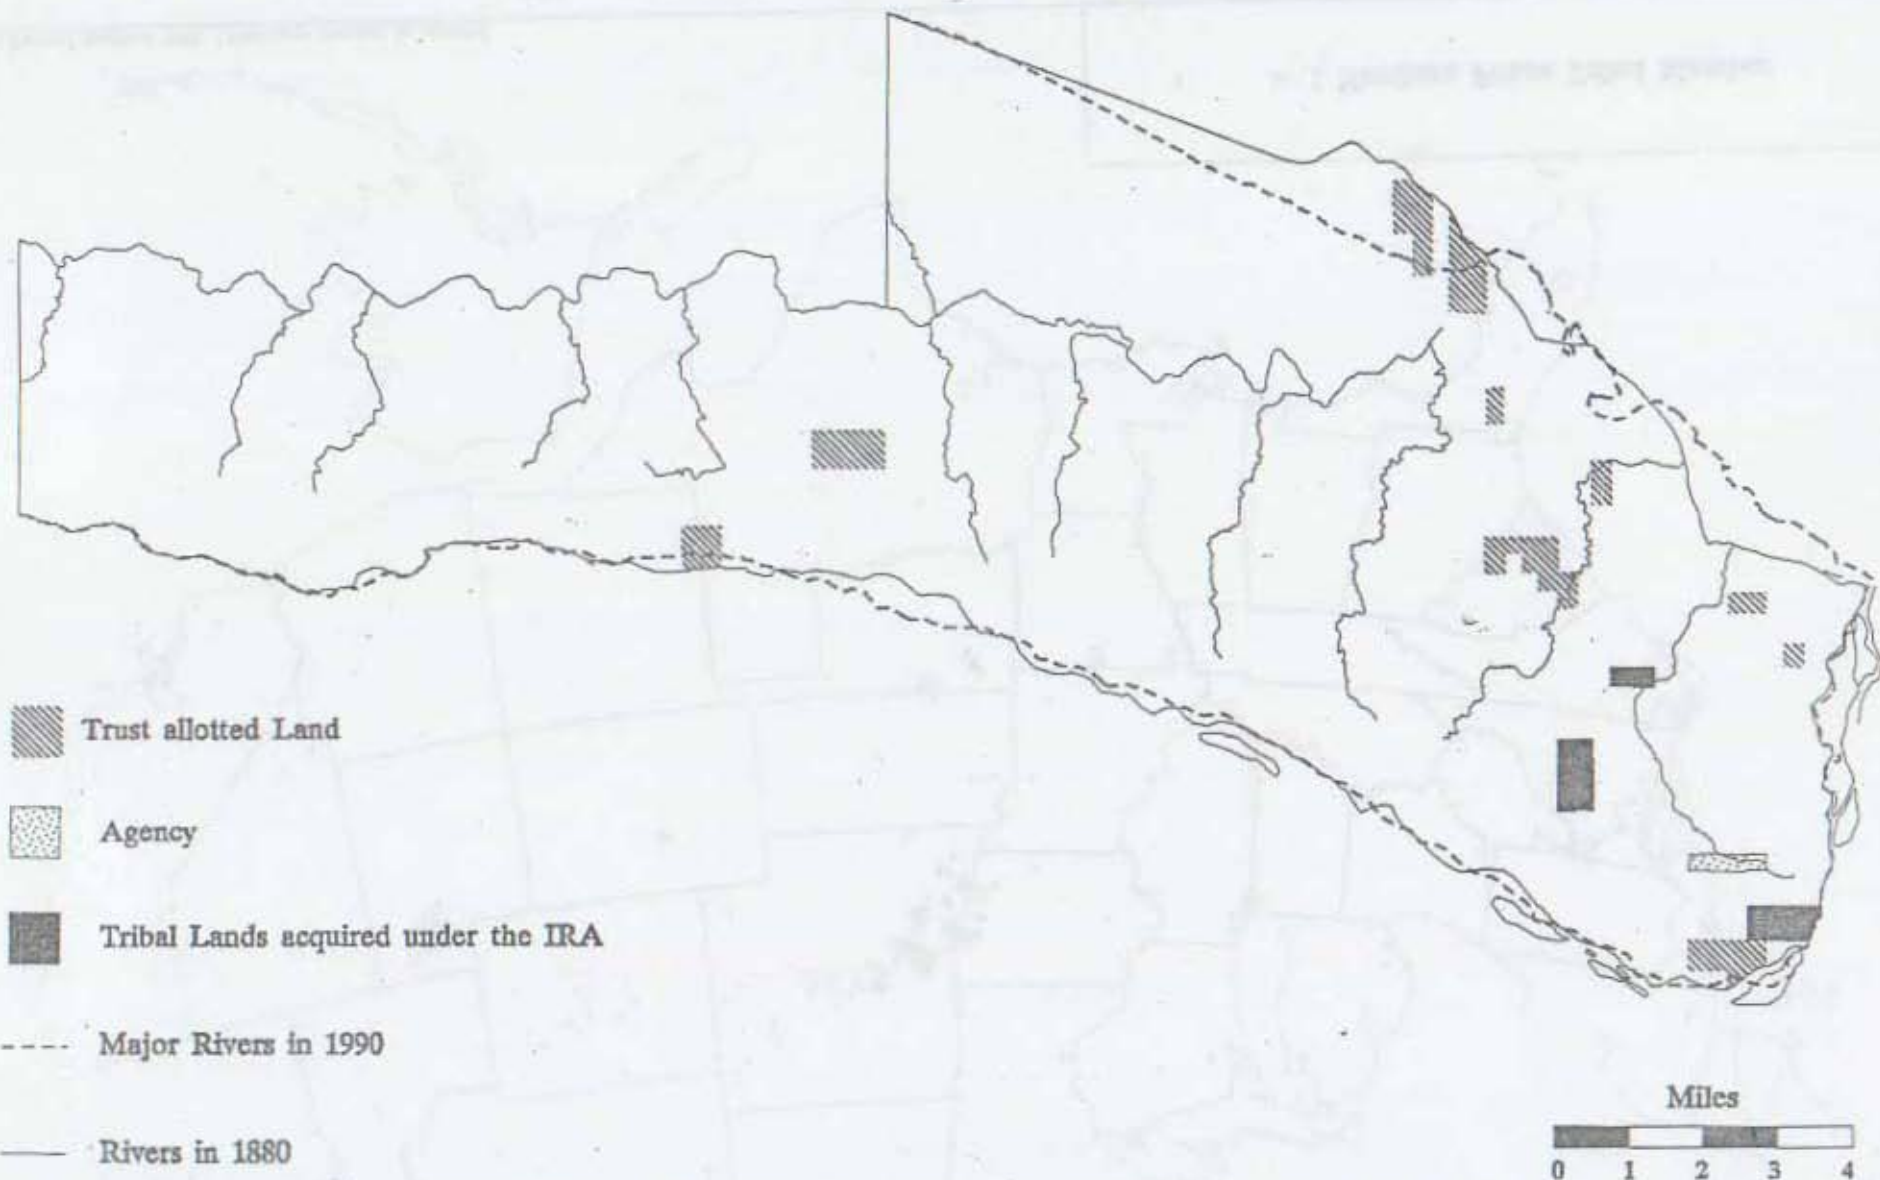 Trust allotted Land
Agency
Tribal Lands acquired under the IRA
Major Rivers in 1990
Rivers in 1880
Miles
0 1 2 3 4